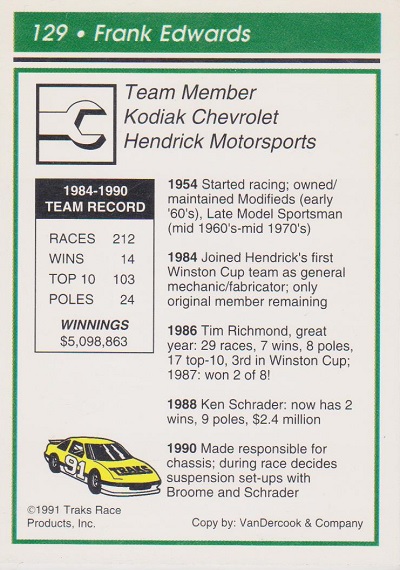 129 • Frank Edwards
Team Member
Kodiak Chevrolet
Hendrick Motorsports
1984-1990
TEAM RECORD
RACES 212
WINS 14
TOP 10 103
POLES 24
WINNINGS
$5,098,863
1954 Started racing; owned/
maintained Modifieds (early
'60's), Late Model Sportsman
(mid 1960's-mid 1970's)
1984 Joined Hendrick's first
Winston Cup team as general
mechanic/fabricator; only
original member remaining
1986 Tim Richmond, great
year: 29 races, 7 wins, 8 poles,
17 top-10, 3rd in Winston Cup;
1987: won 2 of 8!
1988 Ken Schrader: now has 2
wins, 9 poles, $2.4 million
1990 Made responsible for
chassis; during race decides
suspension set-ups with
Broome and Schrader
91
TRAKS
©1991 Traks Race
Products, Inc.
Copy by: VanDercook & Company